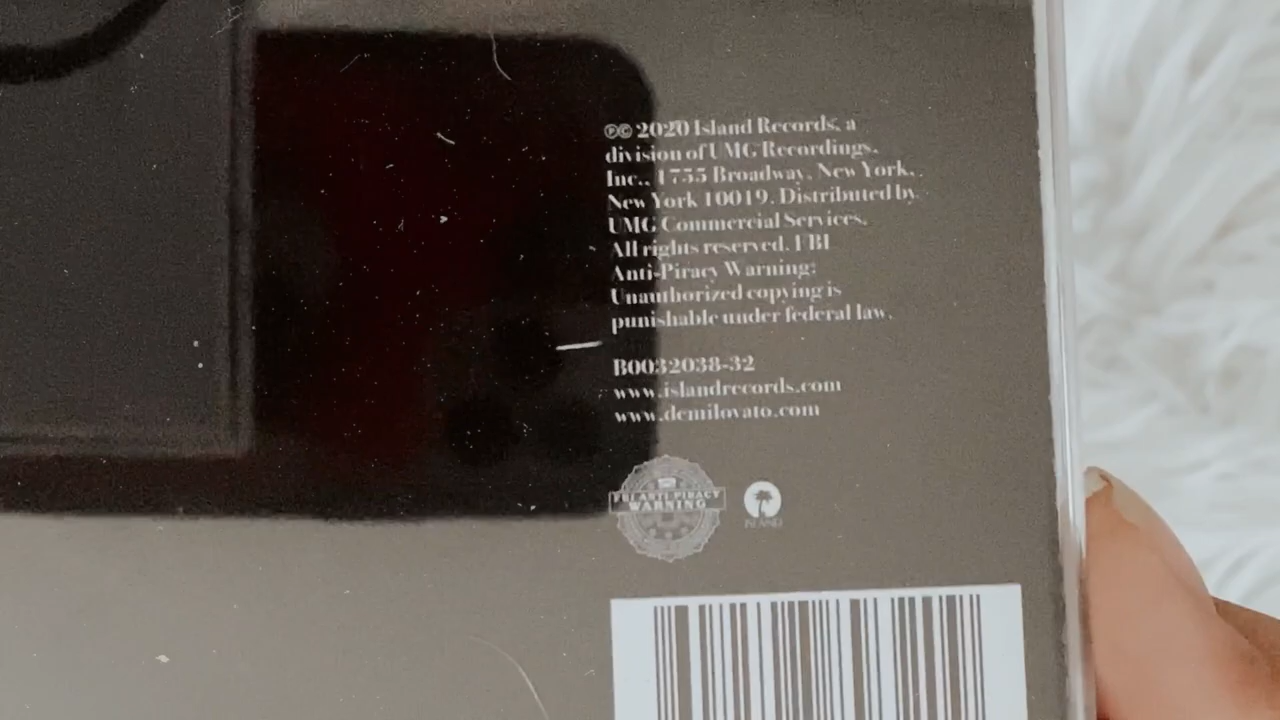 ℗© 2020 Island Records, a
division of UMG Recordings,
Inc., 1755 Broadway, New York,
New York 10019. Distributed by
UMG Commercial Services.
All rights reserved. FBI
Anti-Piracy Warning:
Unauthorized copying is
punishable under federal law.
B0032038-32
www.islandrecords.com
www.demilovato.com
FBI ANTI-PIRACY
WARNING
ISLAND